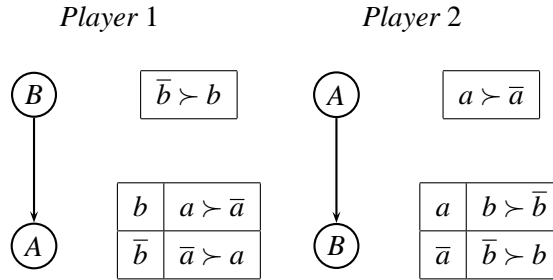 Player 1 Player 2
B b̅ ≻ b A a ≻ a̅
b a ≻ a̅ a b ≻ b̅
A b̅ a̅ ≻ a B a̅ b̅ ≻ b